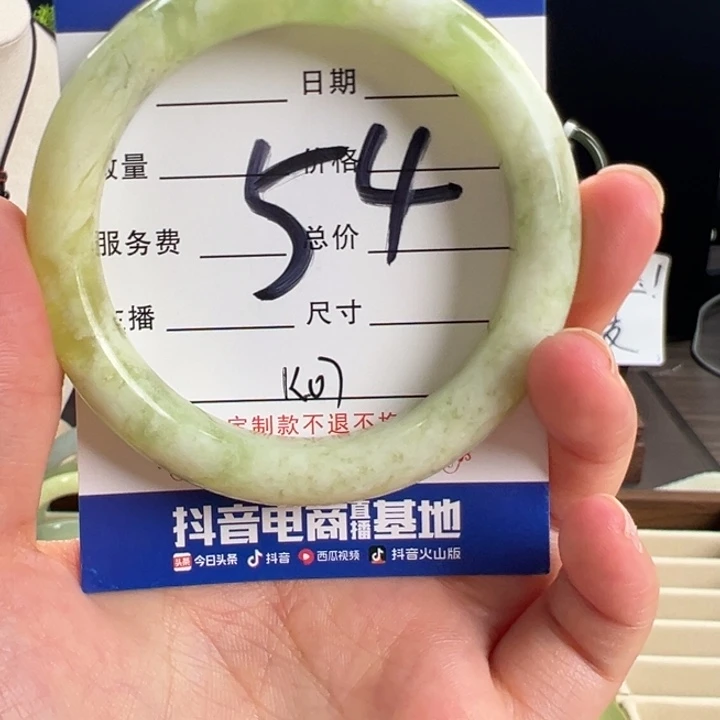 日期
量 价格
54
服务费 总价
播 尺寸
K07
定制款不退不换
抖音电商直播基地
今日头条 抖音 西瓜视频 抖音火山版